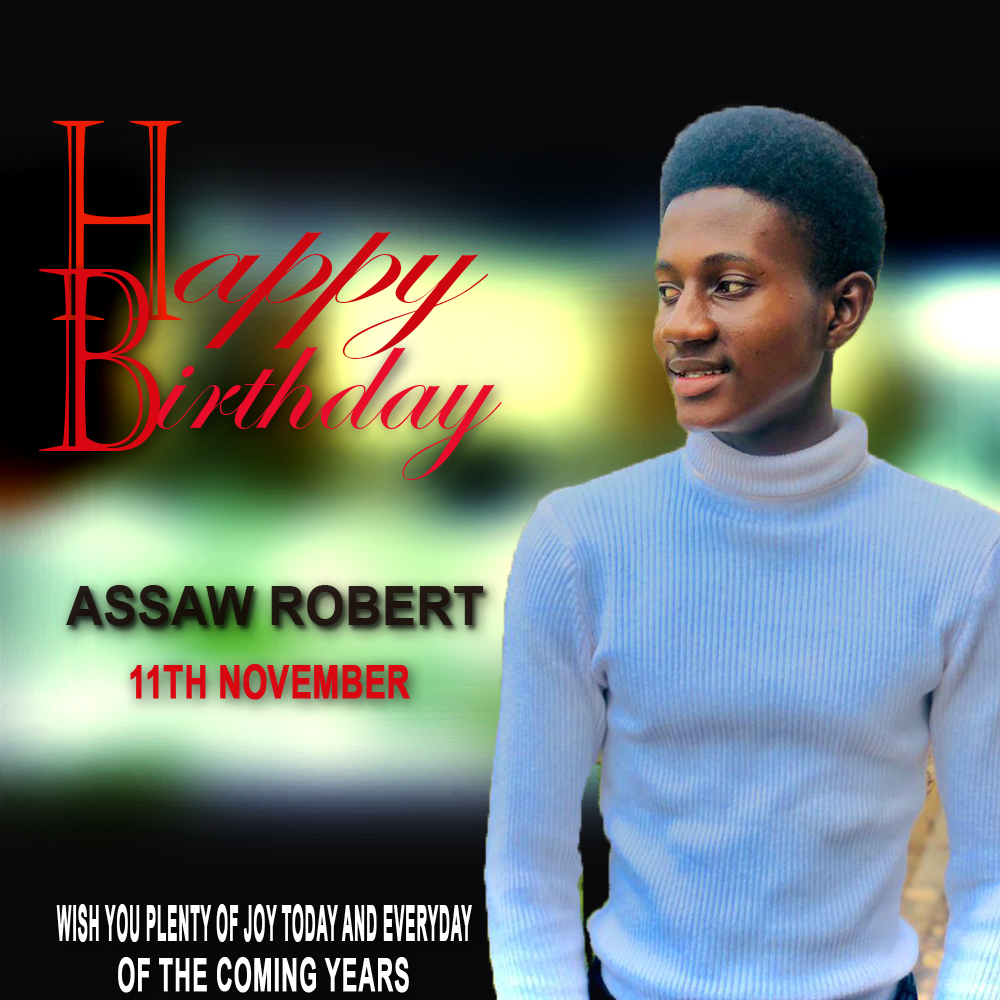 Happy
Birthday
ASSAW ROBERT
11TH NOVEMBER
WISH YOU PLENTY OF JOY TODAY AND EVERYDAY
OF THE COMING YEARS